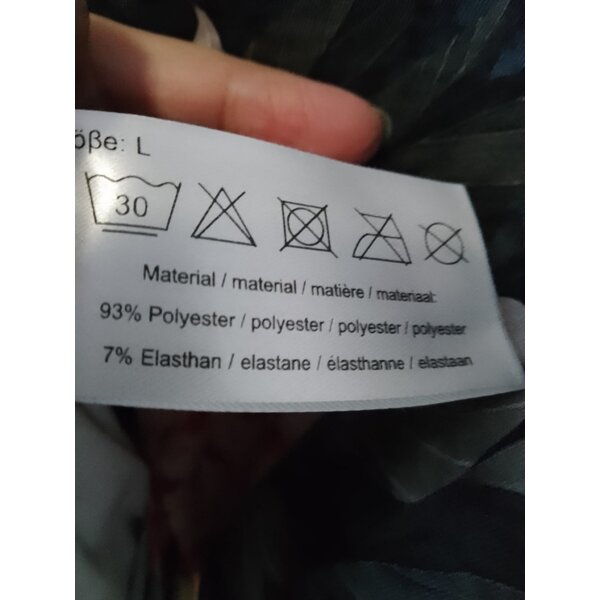 öße: L
30
Material / material / matière / materiaal:
93% Polyester / polyester / polyester / polyester
7% Elasthan / elastane / élasthanne / elastaan